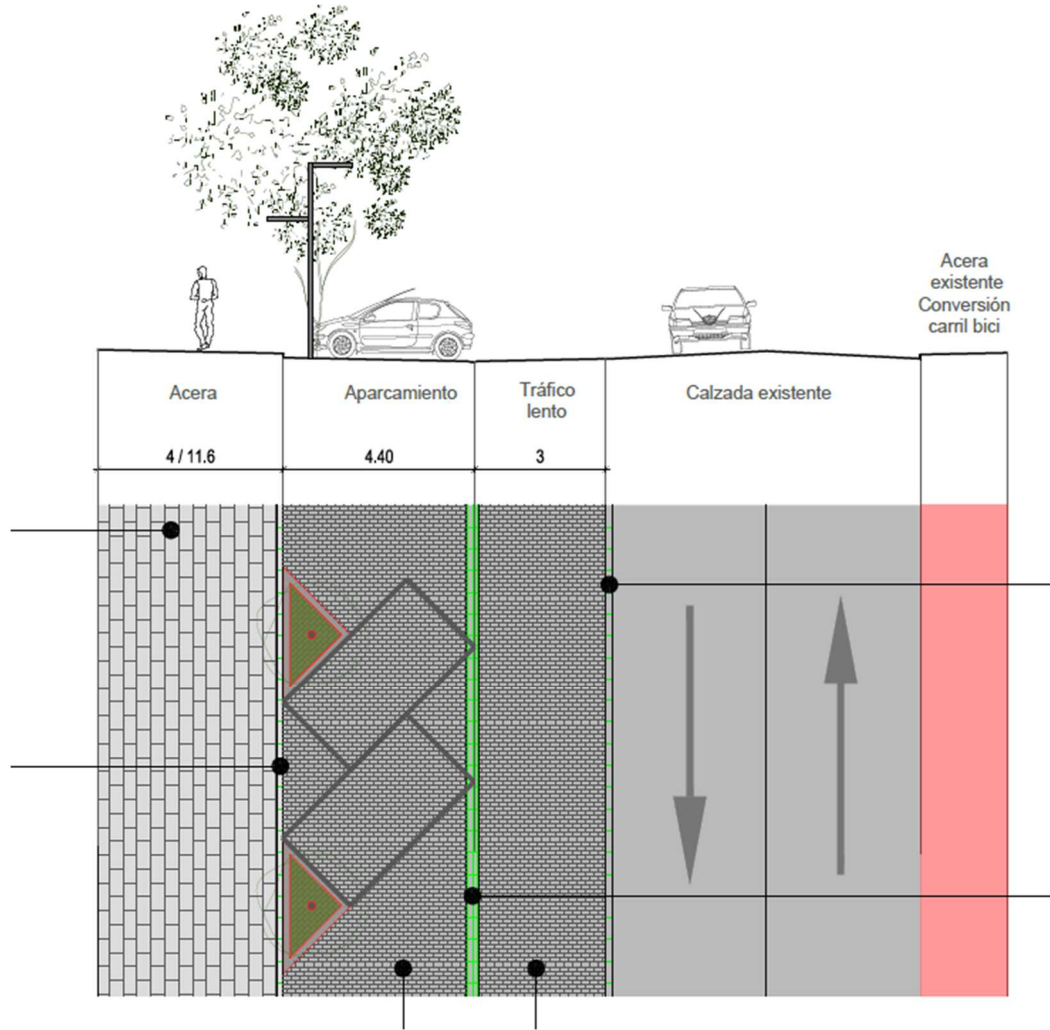 Acera
existente
Conversión
carril bici
Acera
Aparcamiento
Tráfico
lento
Calzada existente
4 / 11.6
4.40
3